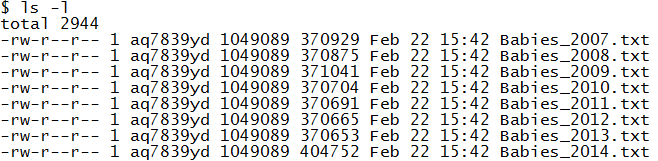 $ ls -l
total 2944
-rw-r--r-- 1 aq7839yd 1049089 370929 Feb 22 15:42 Babies_2007.txt
-rw-r--r-- 1 aq7839yd 1049089 370875 Feb 22 15:42 Babies_2008.txt
-rw-r--r-- 1 aq7839yd 1049089 371041 Feb 22 15:42 Babies_2009.txt
-rw-r--r-- 1 aq7839yd 1049089 370704 Feb 22 15:42 Babies_2010.txt
-rw-r--r-- 1 aq7839yd 1049089 370691 Feb 22 15:42 Babies_2011.txt
-rw-r--r-- 1 aq7839yd 1049089 370665 Feb 22 15:42 Babies_2012.txt
-rw-r--r-- 1 aq7839yd 1049089 370653 Feb 22 15:42 Babies_2013.txt
-rw-r--r-- 1 aq7839yd 1049089 404752 Feb 22 15:42 Babies_2014.txt